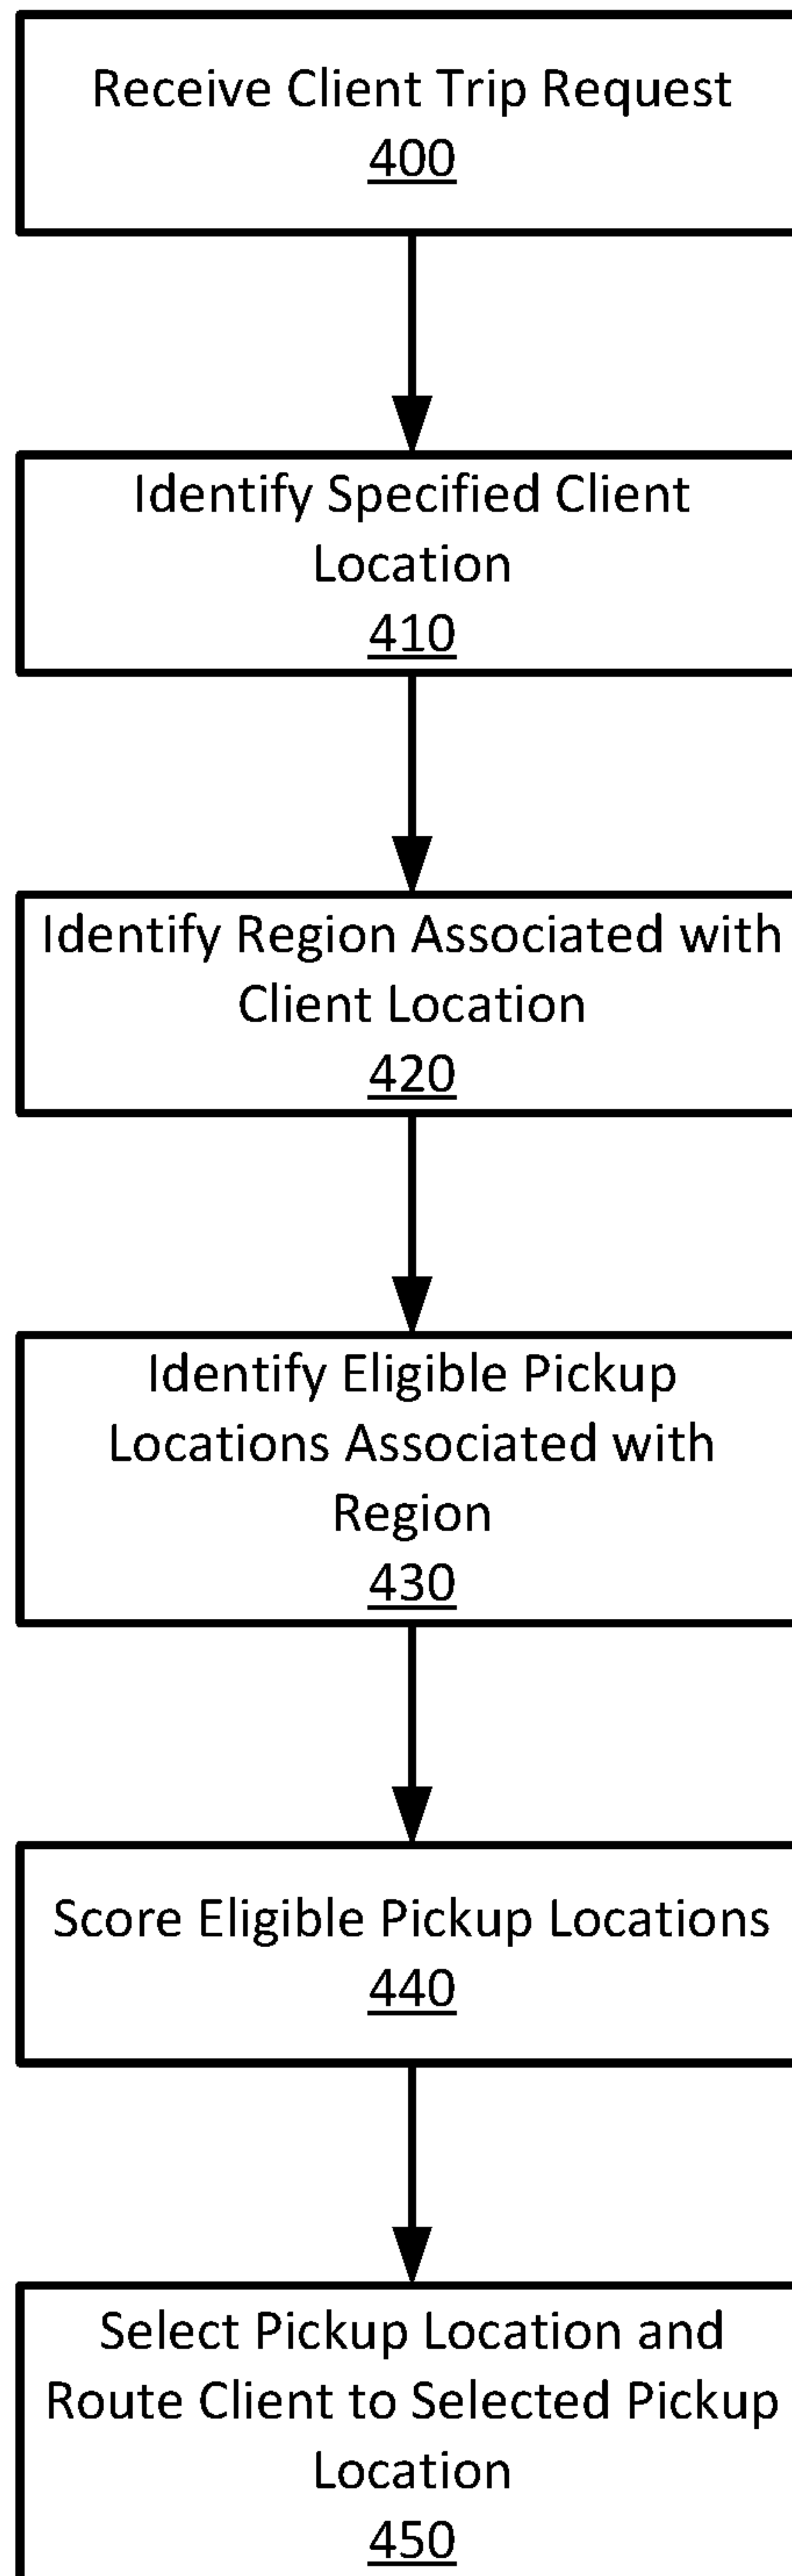 Receive Client Trip Request
400
Identify Specified Client
Location
410
Identify Region Associated with
Client Location
420
Identify Eligible Pickup
Locations Associated with
Region
430
Score Eligible Pickup Locations
440
Select Pickup Location and
Route Client to Selected Pickup
Location
450